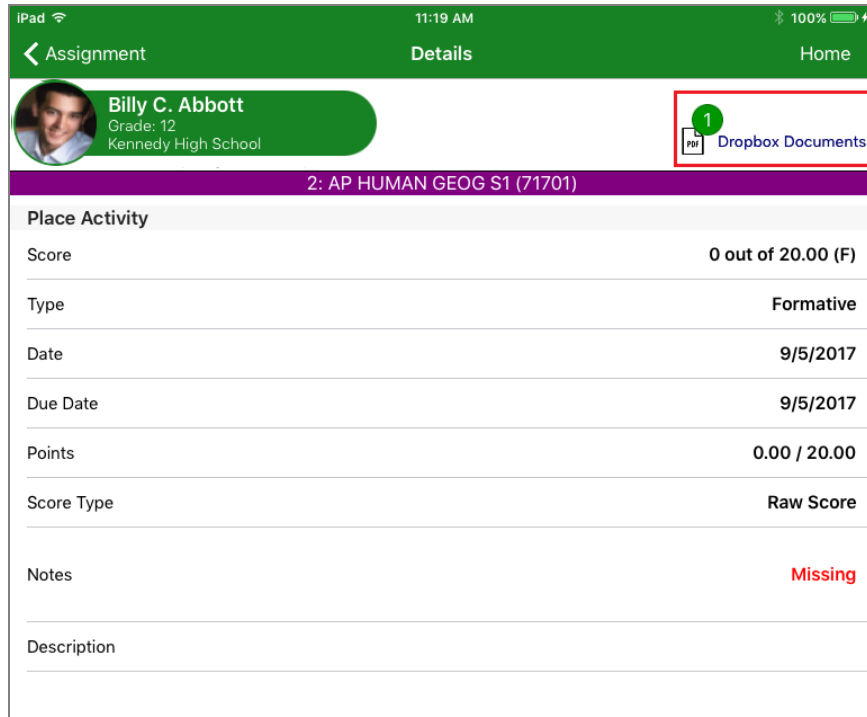 iPad 11:19 AM 100%
Assignment Details Home
Billy C. Abbott
Grade: 12
Kennedy High School
1
PDF Dropbox Documents
2: AP HUMAN GEOG S1 (71701)
Place Activity
Score 0 out of 20.00 (F)
Type Formative
Date 9/5/2017
Due Date 9/5/2017
Points 0.00 / 20.00
Score Type Raw Score
Notes Missing
Description